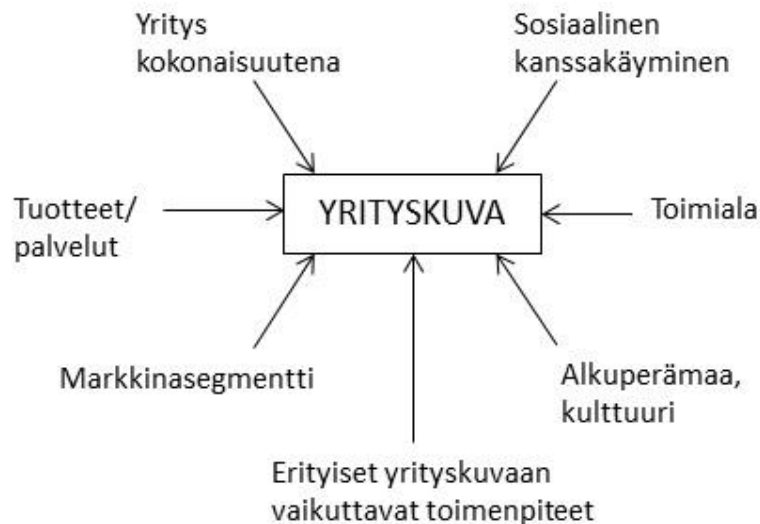 Yritys
kokonaisuutena
Sosiaalinen
kanssakäyminen
Tuotteet/
palvelut
YRITYSKUVA
Toimiala
Markkinasegmentti
Alkuperämaa,
kulttuuri
Erityiset yrityskuvaan
vaikuttavat toimenpiteet